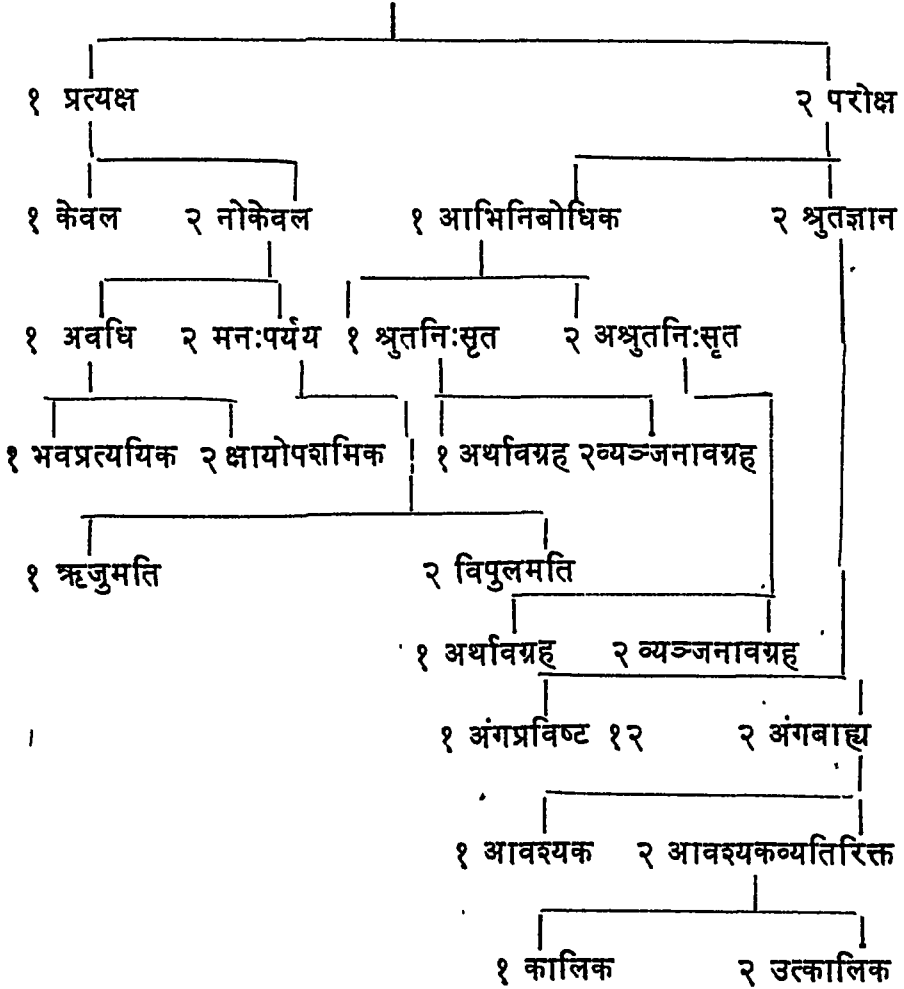 १ प्रत्यक्ष २ परोक्ष
१ केवल २ नोकेवल १ आभिनिबोधिक २ श्रुतज्ञान
१ अवधि २ मनःपर्यय १ श्रुतनिःसृत २ अश्रुतनिःसृत
१ भवप्रत्ययिक २ क्षायोपशमिक १ अर्थावग्रह २व्यञ्जनावग्रह
१ ऋजुमति २ विपुलमति
१ अर्थावग्रह २ व्यञ्जनावग्रह
१ अंगप्रविष्ट १२ २ अंगबाह्य
१ आवश्यक २ आवश्यकव्यतिरिक्त
१ कालिक २ उत्कालिक